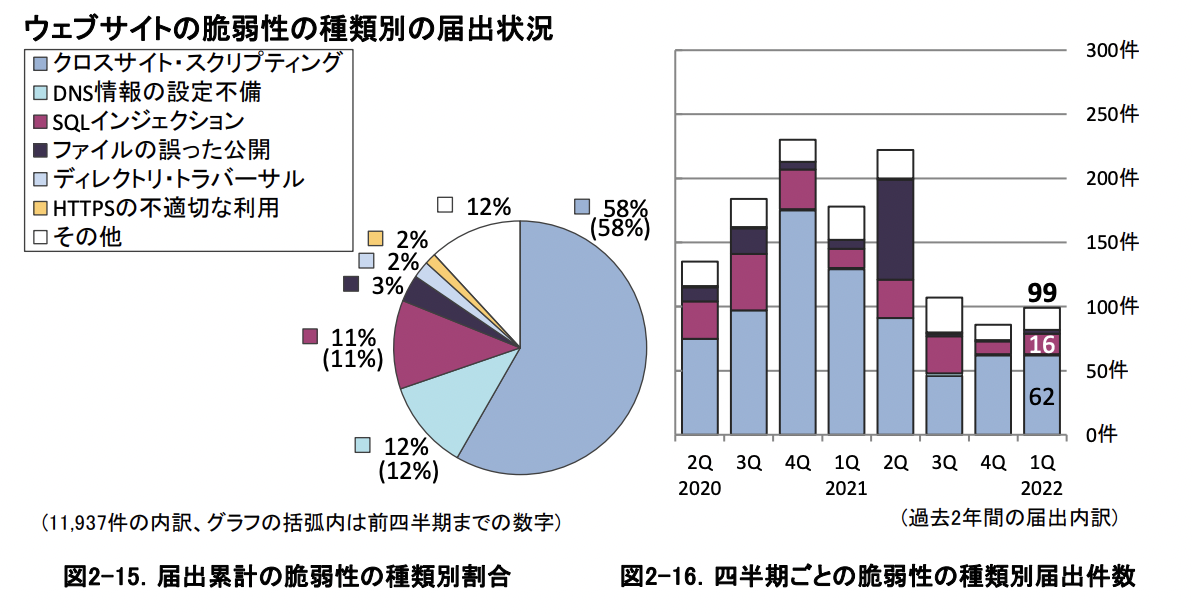 ウェブサイトの脆弱性の種類別の届出状況
クロスサイト・スクリプティング
DNS情報の設定不備
SQLインジェクション
ファイルの誤った公開
ディレクトリ・トラバーサル
HTTPSの不適切な利用
その他
12%
58%
(58%)
2%
2%
3%
11%
(11%)
12%
(12%)
(11,937件の内訳、グラフの括弧内は前四半期までの数字)
図2-15. 届出累計の脆弱性の種類別割合
300件
250件
200件
150件
100件
50件
0件
99
16
62
2Q 3Q 4Q 1Q 2Q 3Q 4Q 1Q
2020 2021 2022
(過去2年間の届出内訳)
図2-16. 四半期ごとの脆弱性の種類別届出件数